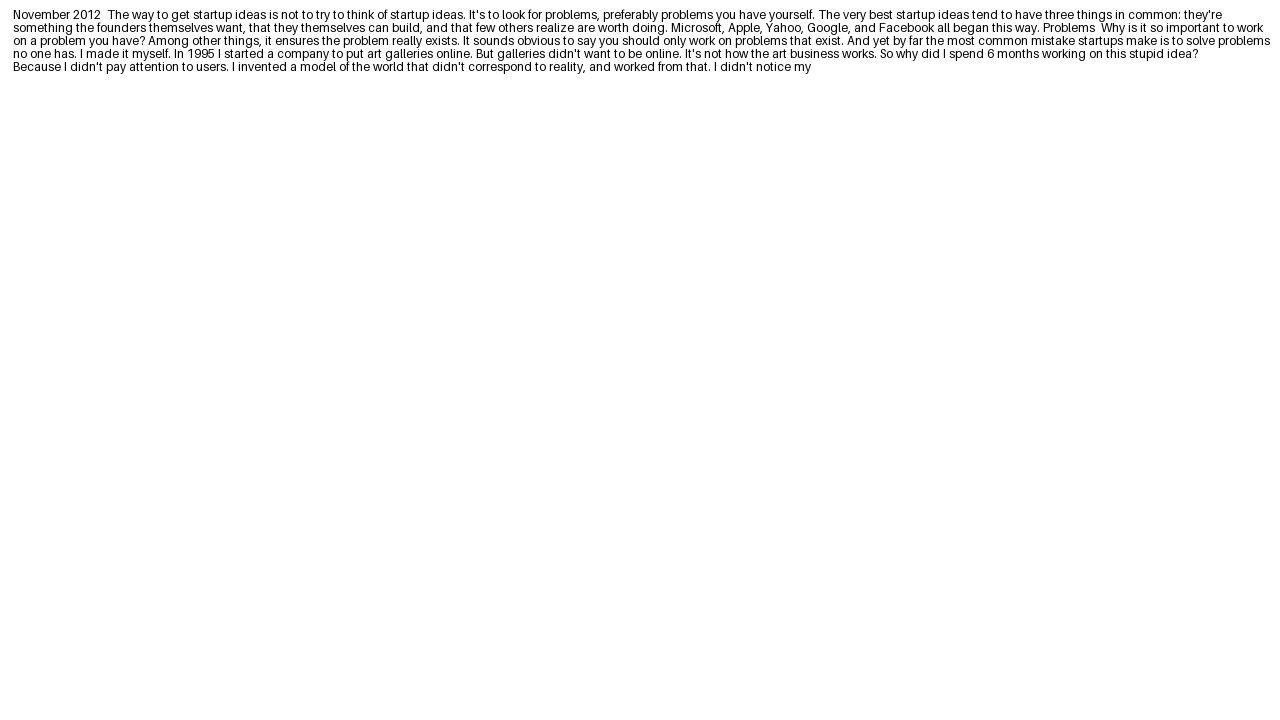 November 2012  The way to get startup ideas is not to try to think of startup ideas. It's to look for problems, preferably problems you have yourself. The very best startup ideas tend to have three things in common: they're
something the founders themselves want, that they themselves can build, and that few others realize are worth doing. Microsoft, Apple, Yahoo, Google, and Facebook all began this way. Problems  Why is it so important to work
on a problem you have? Among other things, it ensures the problem really exists. It sounds obvious to say you should only work on problems that exist. And yet by far the most common mistake startups make is to solve problems
no one has. I made it myself. In 1995 I started a company to put art galleries online. But galleries didn't want to be online. It's not how the art business works. So why did I spend 6 months working on this stupid idea?
Because I didn't pay attention to users. I invented a model of the world that didn't correspond to reality, and worked from that. I didn't notice my